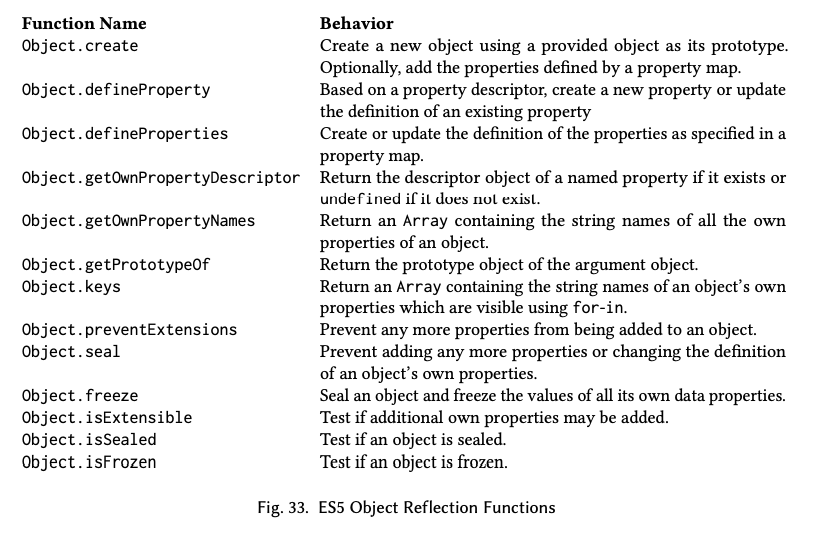 Function Name Behavior
Object.create Create a new object using a provided object as its prototype.
Optionally, add the properties defined by a property map.
Object.defineProperty Based on a property descriptor, create a new property or update
the definition of an existing property
Object.defineProperties Create or update the definition of the properties as specified in a
property map.
Object.getOwnPropertyDescriptor Return the descriptor object of a named property if it exists or
undefined if it does not exist.
Object.getOwnPropertyNames Return an Array containing the string names of all the own
properties of an object.
Object.getPrototypeOf Return the prototype object of the argument object.
Object.keys Return an Array containing the string names of an object's own
properties which are visible using for-in.
Object.preventExtensions Prevent any more properties from being added to an object.
Object.seal Prevent adding any more properties or changing the definition
of an object's own properties.
Object.freeze Seal an object and freeze the values of all its own data properties.
Object.isExtensible Test if additional own properties may be added.
Object.isSealed Test if an object is sealed.
Object.isFrozen Test if an object is frozen.
Fig. 33. ES5 Object Reflection Functions